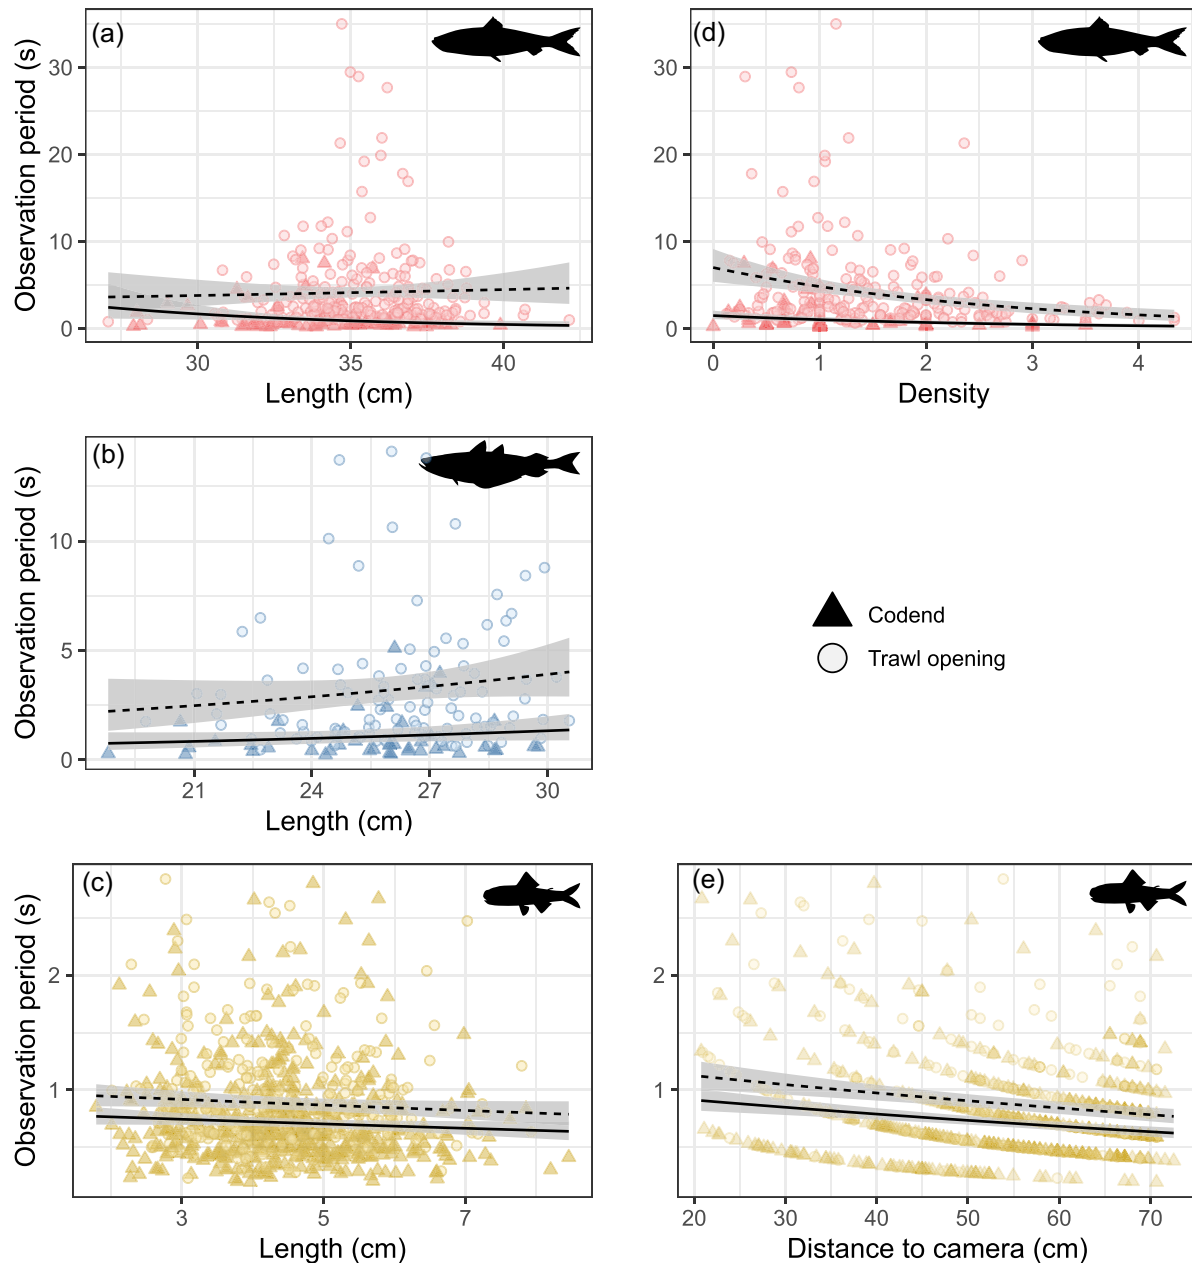 (a)
Observation period (s)
30
20
10
0
30 35 40
Length (cm)
(d)
30
20
10
0
0 1 2 3 4
Density
(b)
Observation period (s)
10
5
0
21 24 27 30
Length (cm)
Codend
Trawl opening
(c)
Observation period (s)
2
1
3 5 7
Length (cm)
(e)
2
1
20 30 40 50 60 70
Distance to camera (cm)